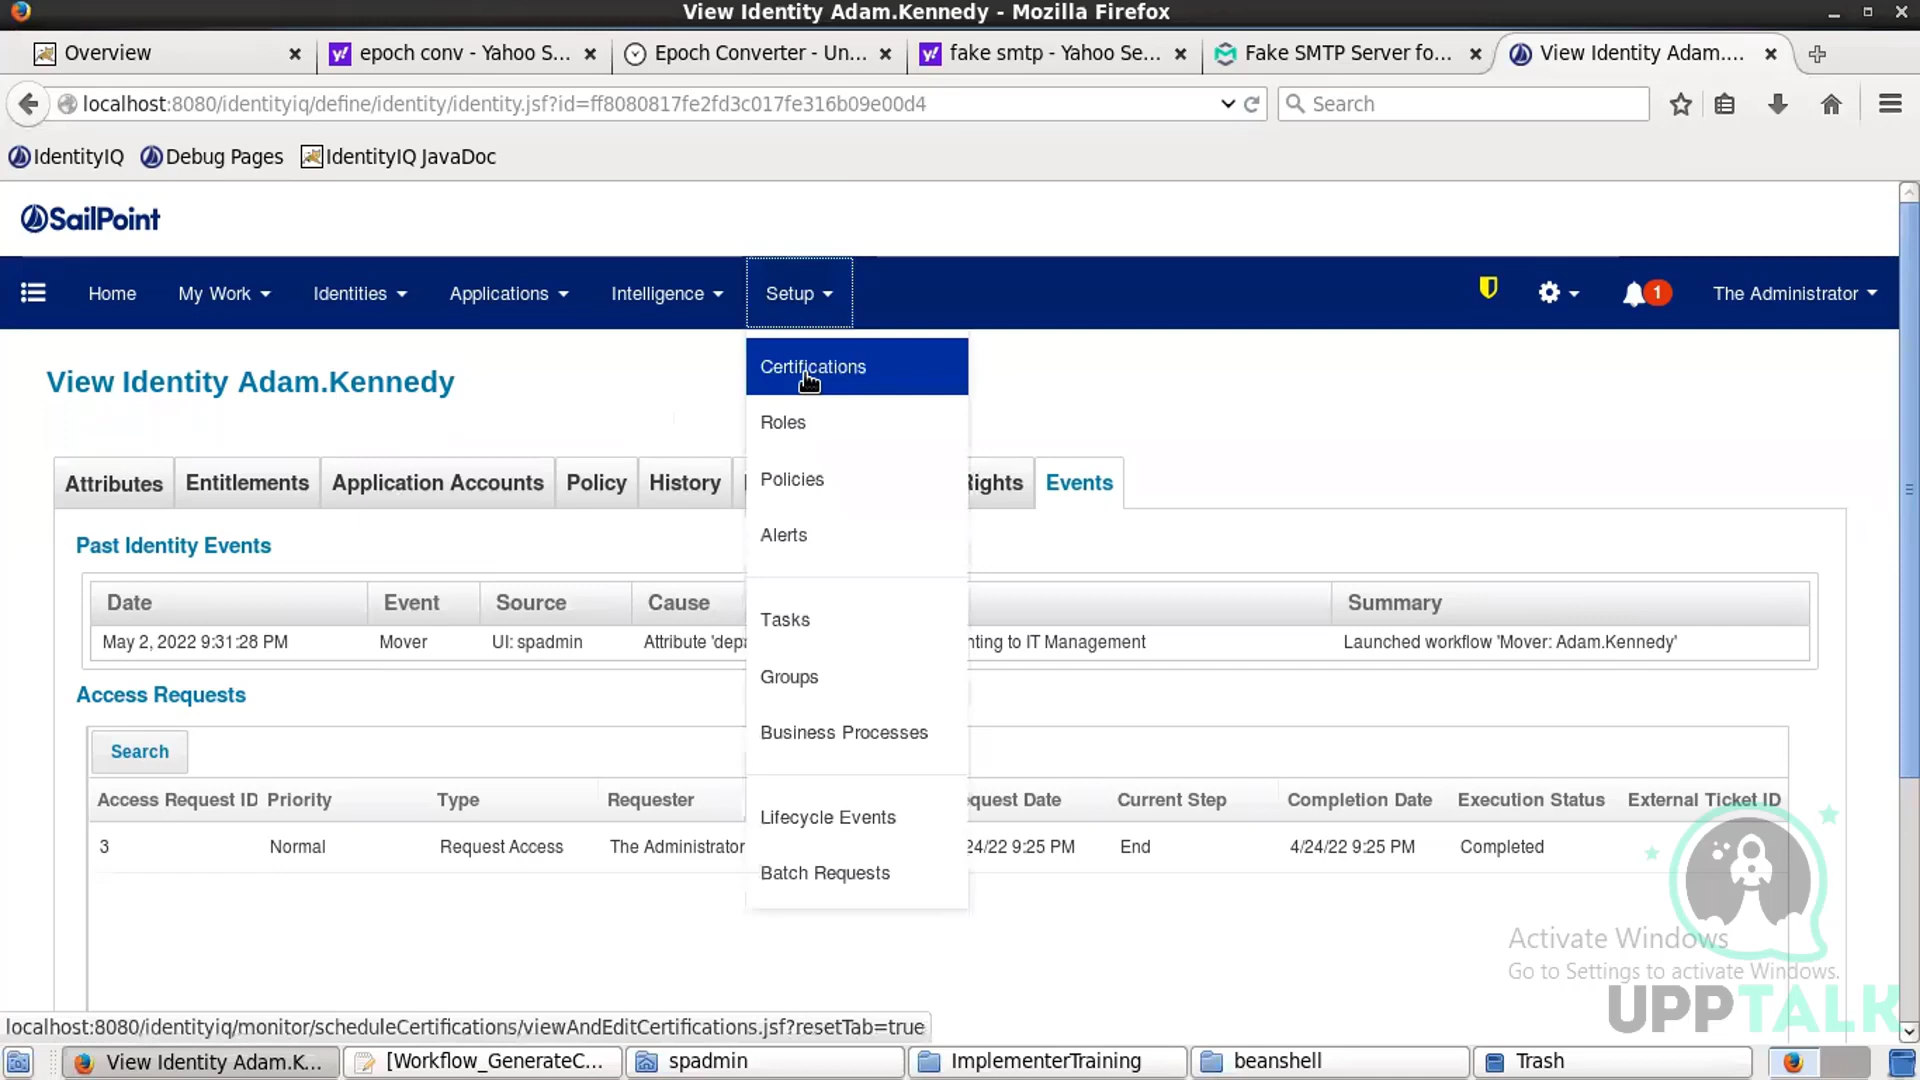 View Identity Adam.Kennedy - Mozilla Firefox
Overview
epoch conv - Yahoo S...
Epoch Converter - Un...
fake smtp - Yahoo Se...
Fake SMTP Server fo...
View Identity Adam....
localhost:8080/identityiq/define/identity/identity.jsf?id=ff8080817fe2fd3c017fe316b09e00d4
Search
IdentityIQ
Debug Pages
IdentityIQ JavaDoc
SailPoint
Home
My Work
Identities
Applications
Intelligence
Setup
1
The Administrator
Certifications
Roles
Policies
Alerts
Tasks
Groups
Business Processes
Lifecycle Events
Batch Requests
View Identity Adam.Kennedy
Attributes
Entitlements
Application Accounts
Policy
History
Rights
Events
Past Identity Events
Date Event Source Cause Summary
May 2, 2022 9:31:28 PM Mover UI: spadmin Attribute 'depa nting to IT Management Launched workflow 'Mover: Adam.Kennedy'
Access Requests
Search
Access Request ID Priority Type Requester quest Date Current Step Completion Date Execution Status External Ticket ID
3 Normal Request Access The Administrator 24/22 9:25 PM End 4/24/22 9:25 PM Completed
Activate Windows
Go to Settings to activate Windows.
UPPTALK
localhost:8080/identityiq/monitor/scheduleCertifications/viewAndEditCertifications.jsf?resetTab=true
View Identity Adam.K...
[Workflow_GenerateC...
spadmin
ImplementerTraining
beanshell
Trash